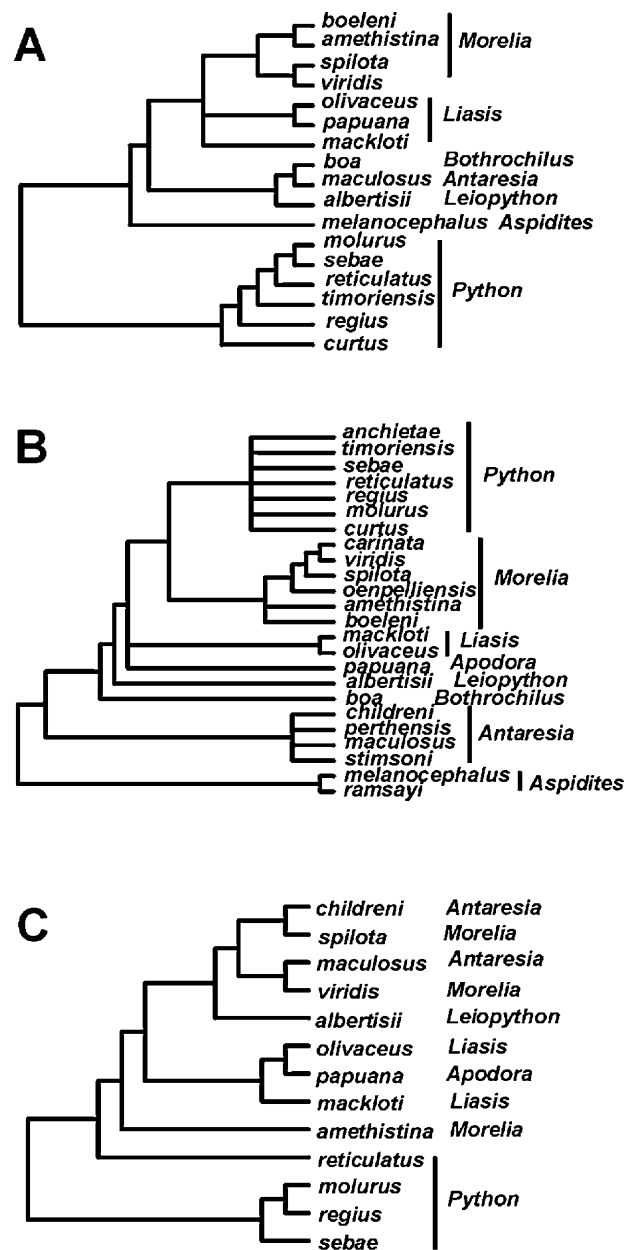 A
boeleni
amethistina
Morelia
spilota
viridis
olivaceus
papuana
Liasis
mackloti
boa Bothrochilus
maculosus Antaresia
albertisii Leiopython
melanocephalus Aspidites
molurus
sebae
reticulatus
Python
timoriensis
regius
curtus
B
anchietae
timoriensis
sebae
reticulatus
Python
regius
molurus
curtus
carinata
viridis
spilota
Morelia
oenpelliensis
amethistina
boeleni
mackloti
Liasis
olivaceus
papuana Apodora
albertisii Leiopython
boa Bothrochilus
childreni
perthensis
Antaresia
maculosus
stimsoni
melanocephalus
Aspidites
ramsayi
C
childreni Antaresia
spilota Morelia
maculosus Antaresia
viridis Morelia
albertisii Leiopython
olivaceus Liasis
papuana Apodora
mackloti Liasis
amethistina Morelia
reticulatus
molurus
Python
regius
sebae